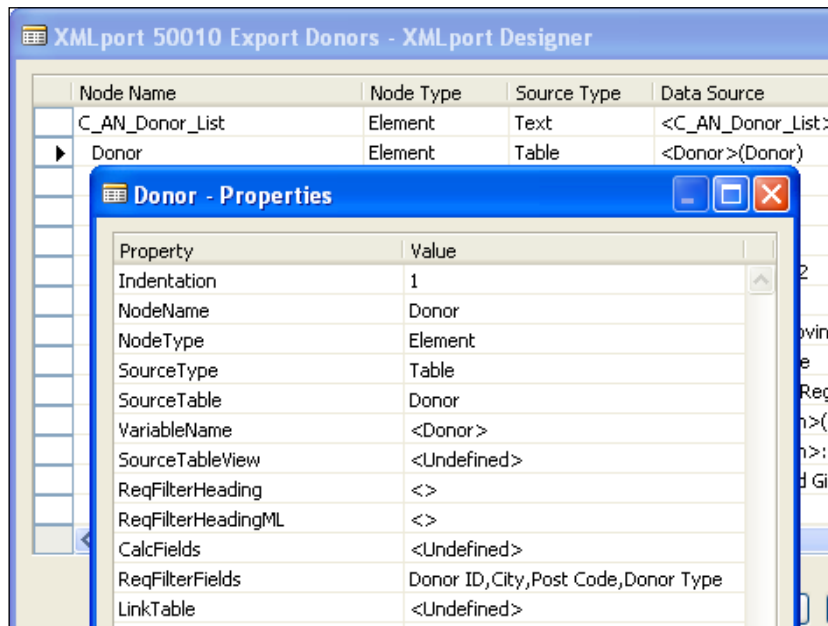 XMLport 50010 Export Donors - XMLport Designer
Node Name Node Type Source Type Data Source
C_AN_Donor_List Element Text <C_AN_Donor_List>
Donor Element Table <Donor>(Donor)
Donor - Properties
Property Value
Indentation 1
2
NodeName Donor
NodeType Element
SourceType Table
SourceTable Donor
VariableName <Donor>
SourceTableView <Undefined>
ReqFilterHeading <>
ReqFilterHeadingML <>
CalcFields <Undefined>
ReqFilterFields Donor ID,City,Post Code,Donor Type
LinkTable <Undefined>